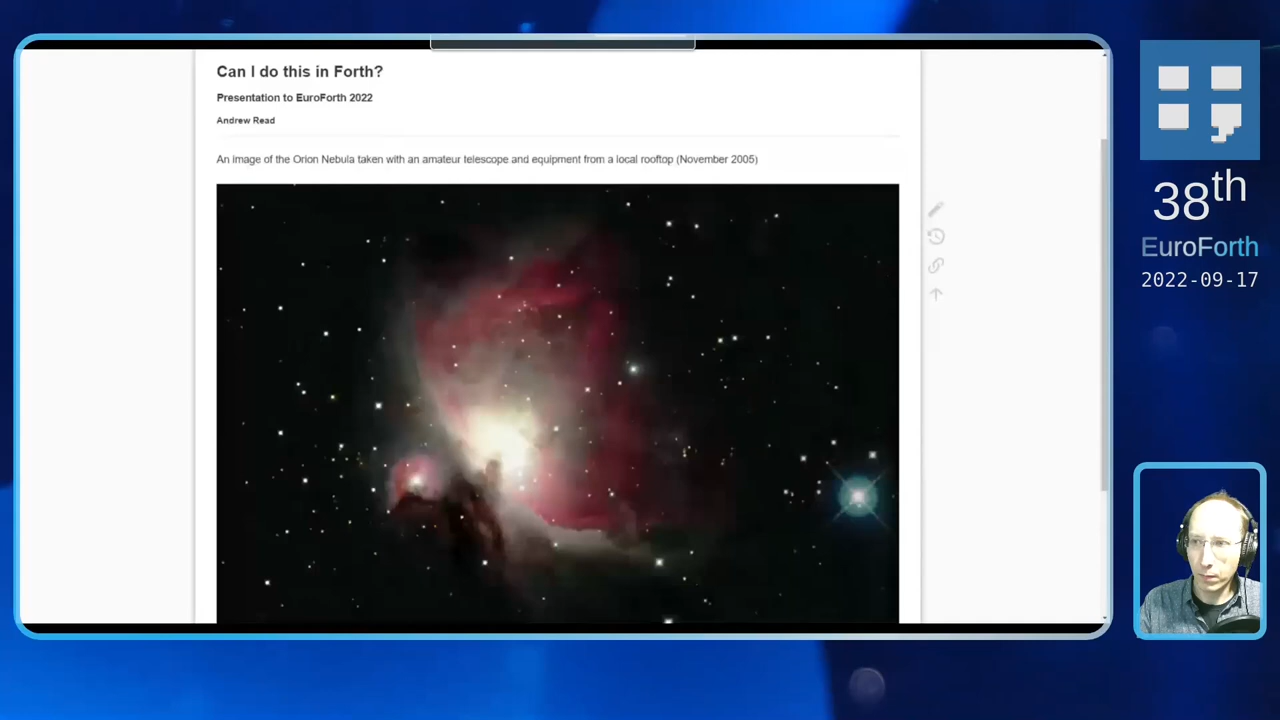 Can I do this in Forth?
Presentation to EuroForth 2022
Andrew Read
An image of the Orion Nebula taken with an amateur telescope and equipment from a local rooftop (November 2005)
38th
EuroForth
2022-09-17